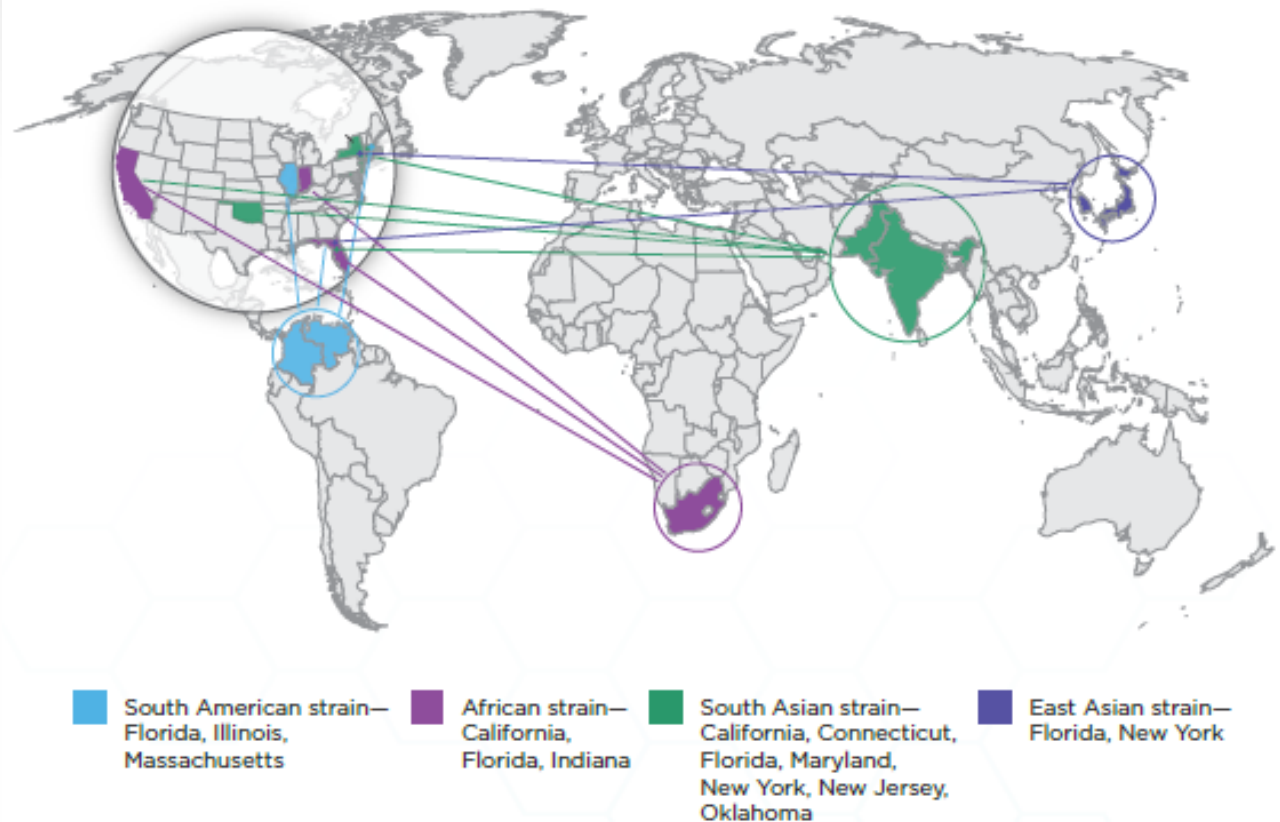 South American strain—
Florida, Illinois,
Massachusetts
African strain—
California,
Florida, Indiana
South Asian strain—
California, Connecticut,
Florida, Maryland,
New York, New Jersey,
Oklahoma
East Asian strain—
Florida, New York